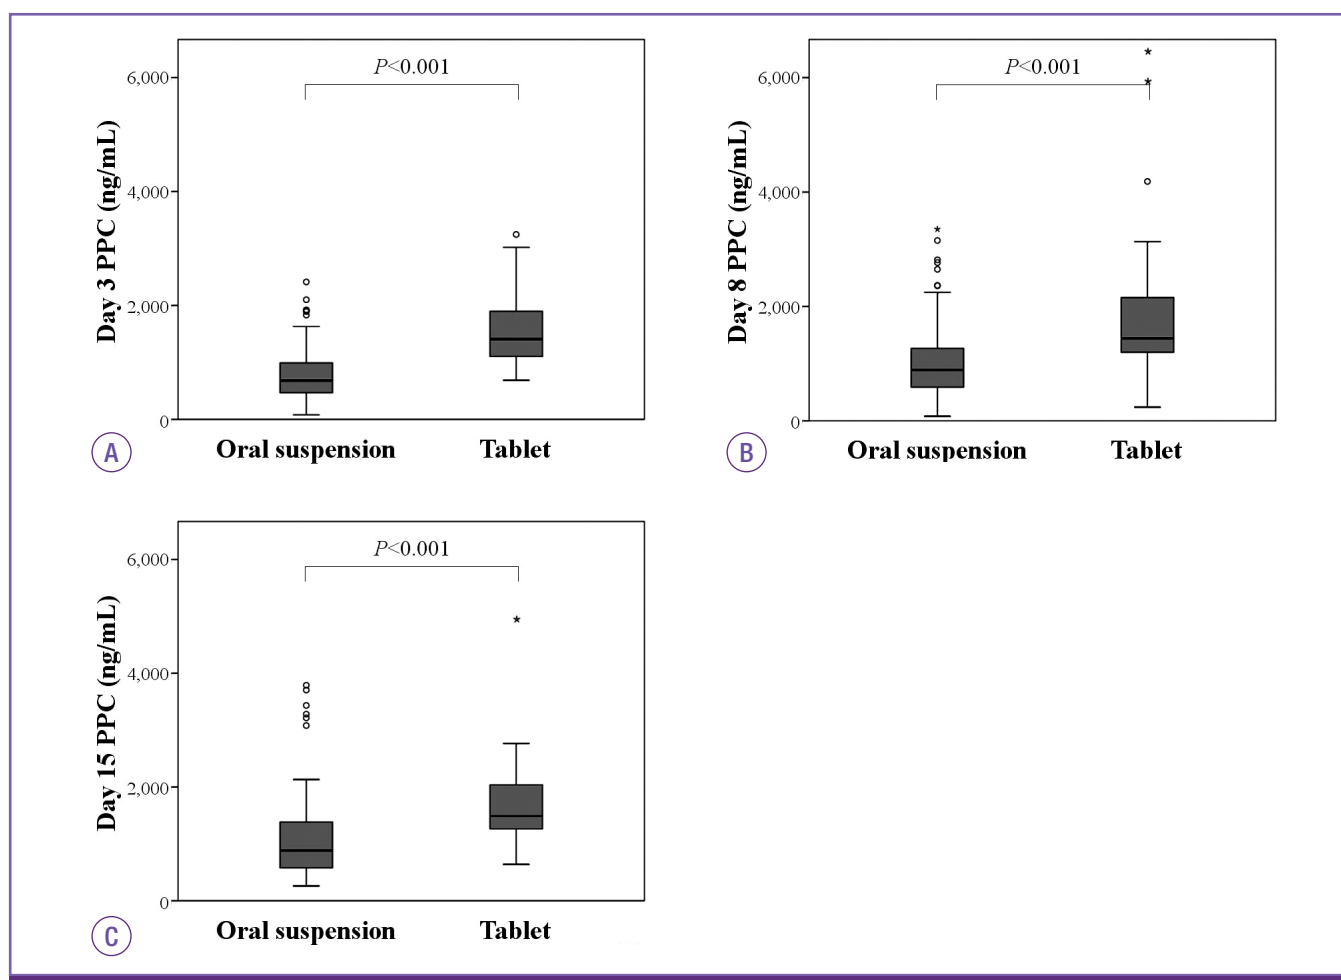 P<0.001
6,000
4,000
2,000
0
Day 3 PPC (ng/mL)
Oral suspension Tablet
A
P<0.001
6,000
4,000
2,000
0
Day 8 PPC (ng/mL)
Oral suspension Tablet
B
P<0.001
6,000
4,000
2,000
0
Day 15 PPC (ng/mL)
Oral suspension Tablet
C